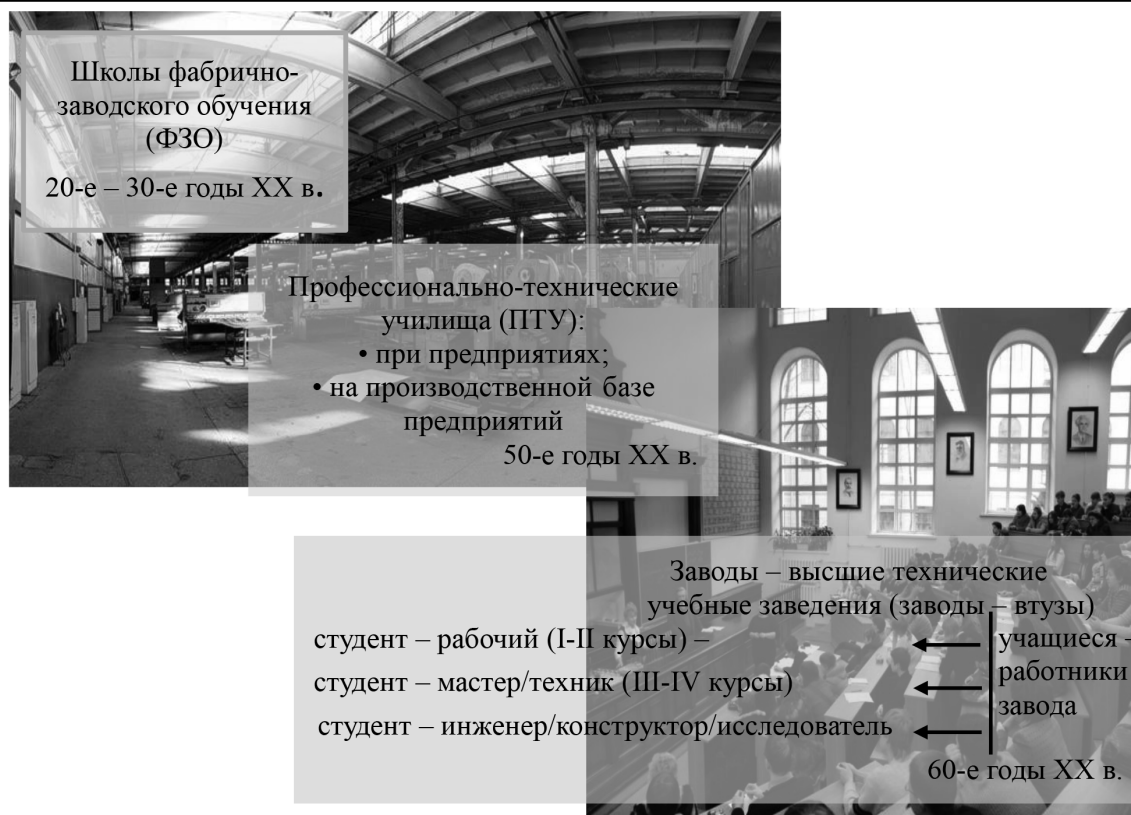 Школы фабрично-
заводского обучения
(ФЗО)
20-е – 30-е годы XX в.
Профессионально-технические
училища (ПТУ):
• при предприятиях;
• на производственной базе
предприятий
50-е годы XX в.
Заводы – высшие технические
учебные заведения (заводы – втузы)
студент – рабочий (I-II курсы) –
студент – мастер/техник (III-IV курсы)
студент – инженер/конструктор/исследователь
учащиеся –
работники
завода
60-е годы XX в.